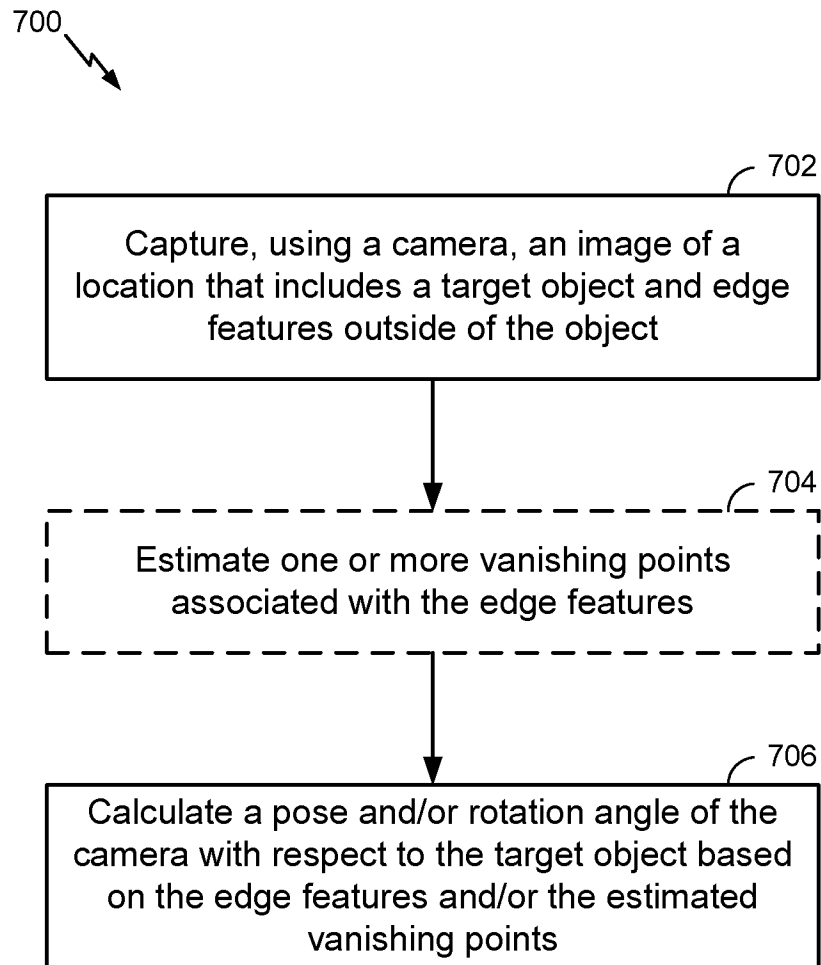 700
702
Capture, using a camera, an image of a
location that includes a target object and edge
features outside of the object
704
Estimate one or more vanishing points
associated with the edge features
706
Calculate a pose and/or rotation angle of the
camera with respect to the target object based
on the edge features and/or the estimated
vanishing points